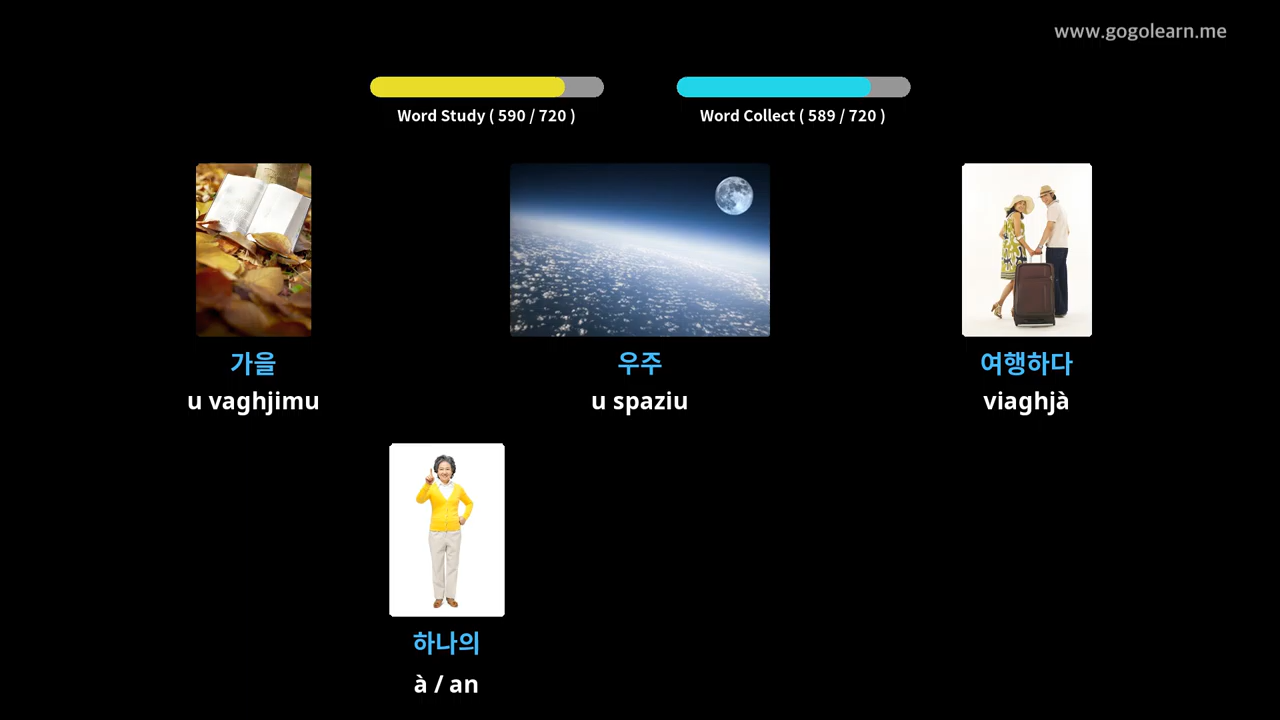 www.gogolearn.me
Word Study ( 590 / 720 )
Word Collect ( 589 / 720 )
가을
우주
여행하다
u vaghjimu
u spaziu
viaghjà
하나의
à / an